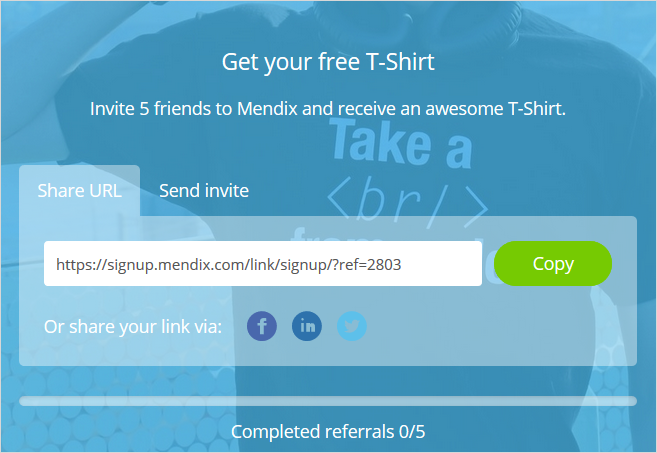 Get your free T-Shirt
Invite 5 friends to Mendix and receive an awesome T-Shirt.
Take a
<br/>
from
Share URL Send invite
https://signup.mendix.com/link/signup/?ref=2803 Copy
Or share your link via:
Completed referrals 0/5